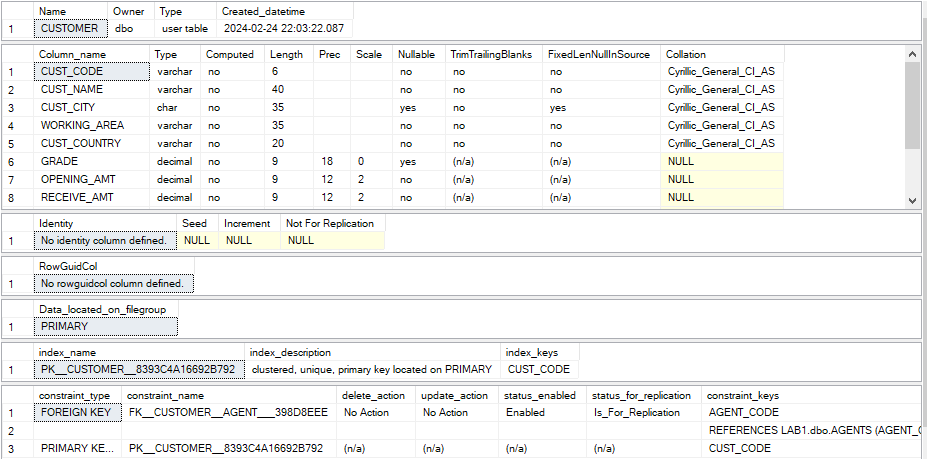 Name Owner Type Created_datetime
1 CUSTOMER dbo user table 2024-02-24 22:03:22.087
Column_name Type Computed Length Prec Scale Nullable TrimTrailingBlanks FixedLenNullInSource Collation
1 CUST_CODE varchar no 6 no no no Cyrillic_General_CI_AS
2 CUST_NAME varchar no 40 no no no Cyrillic_General_CI_AS
3 CUST_CITY char no 35 yes no yes Cyrillic_General_CI_AS
4 WORKING_AREA varchar no 35 no no no Cyrillic_General_CI_AS
5 CUST_COUNTRY varchar no 20 no no no Cyrillic_General_CI_AS
6 GRADE decimal no 9 18 0 yes (n/a) (n/a) NULL
7 OPENING_AMT decimal no 9 12 2 no (n/a) (n/a) NULL
8 RECEIVE_AMT decimal no 9 12 2 no (n/a) (n/a) NULL
Identity Seed Increment Not For Replication
1 No identity column defined. NULL NULL NULL
RowGuidCol
1 No rowguidcol column defined.
Data_located_on_filegroup
1 PRIMARY
index_name index_description index_keys
1 PK__CUSTOMER__8393C4A16692B792 clustered, unique, primary key located on PRIMARY CUST_CODE
constraint_type constraint_name delete_action update_action status_enabled status_for_replication constraint_keys
1 FOREIGN KEY FK__CUSTOMER__AGENT___398D8EEE No Action No Action Enabled Is_For_Replication AGENT_CODE
2 REFERENCES LAB1.dbo.AGENTS (AGENT_C
3 PRIMARY KE... PK__CUSTOMER__8393C4A16692B792 (n/a) (n/a) (n/a) (n/a) CUST_CODE